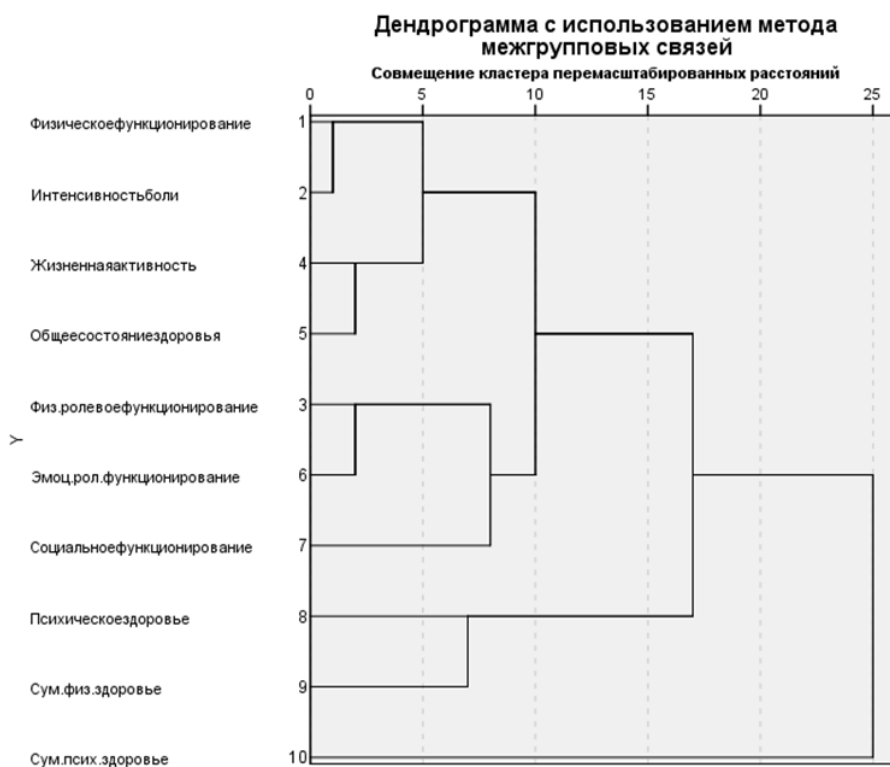 Дендрограмма с использованием метода
межгрупповых связей
Совмещение кластера перемасштабированных расстояний
0 5 10 15 20 25
Физическоефункционирование 1
Интенсивностьболи 2
Жизненнаяактивность 4
Общеесостояниездоровья 5
Физ.ролевоефункционирование 3
Y
Эмоц.рол.функционирование 6
Социальноефункционирование 7
Психическоездоровье 8
Сум.физ.здоровье 9
Сум.псих.здоровье 10